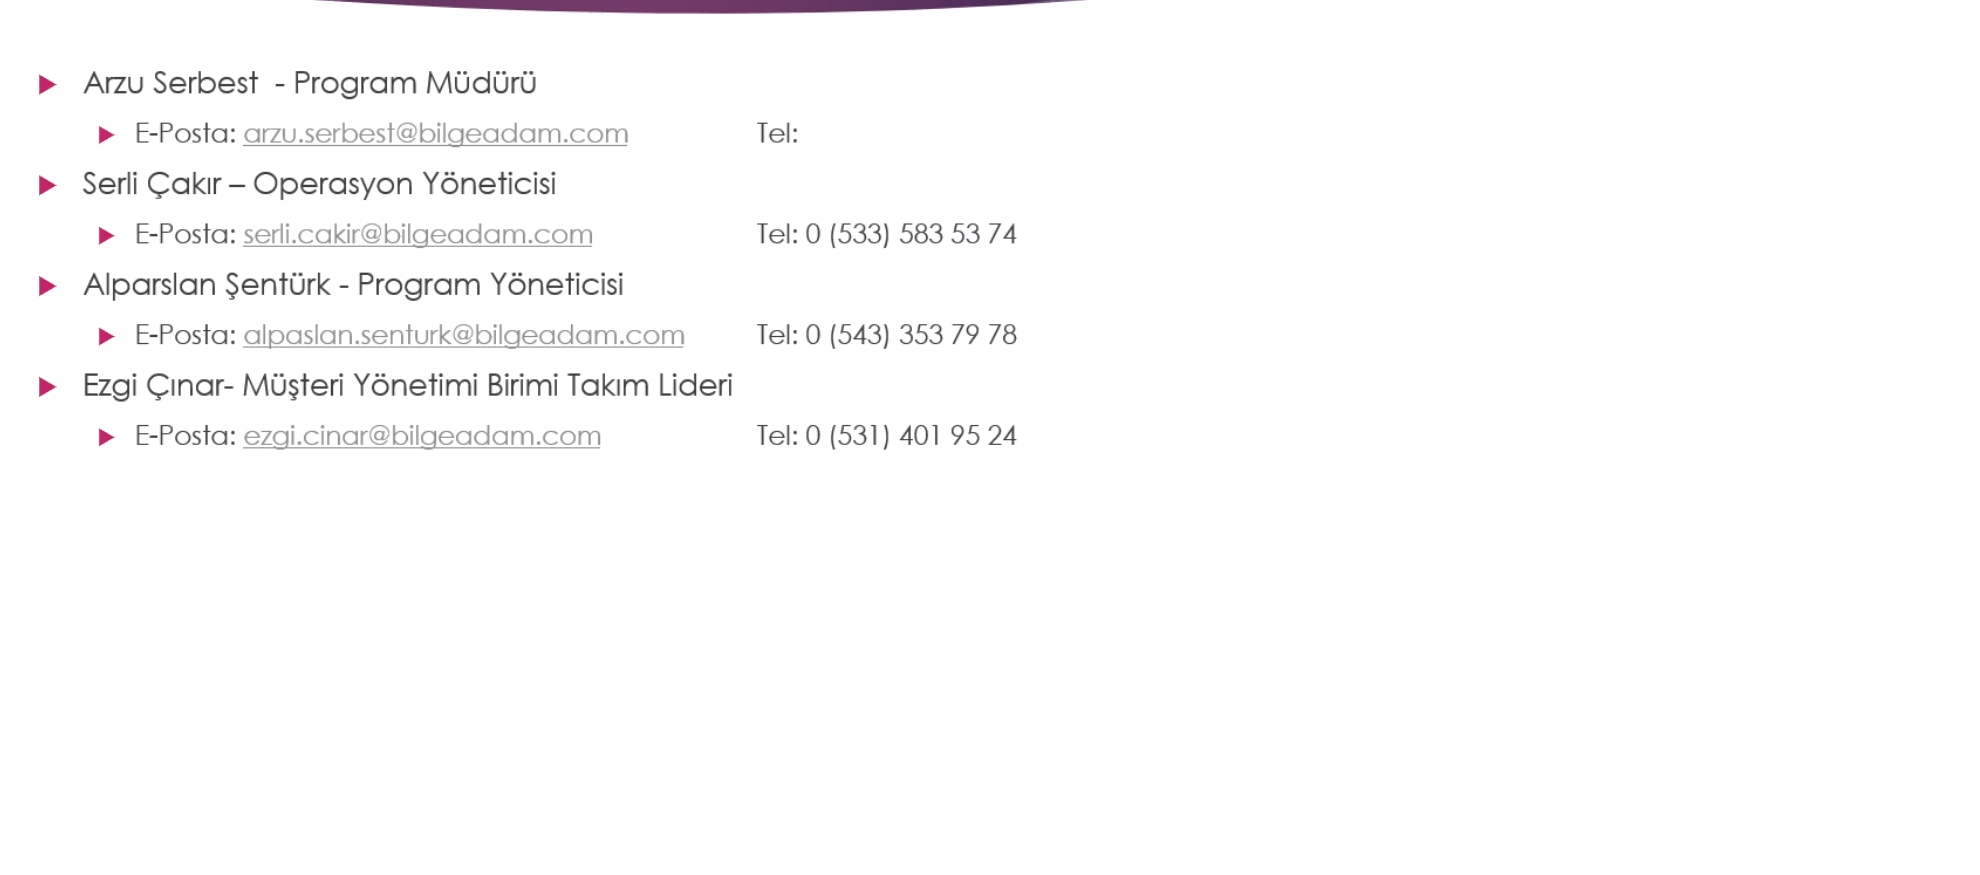 Arzu Serbest  - Program Müdürü
E-Posta: arzu.serbest@bilgeadam.com Tel:
Serli Çakır – Operasyon Yöneticisi
E-Posta: serli.cakir@bilgeadam.com Tel: 0 (533) 583 53 74
Alparslan Şentürk - Program Yöneticisi
E-Posta: alpaslan.senturk@bilgeadam.com Tel: 0 (543) 353 79 78
Ezgi Çınar- Müşteri Yönetimi Birimi Takım Lideri
E-Posta: ezgi.cinar@bilgeadam.com Tel: 0 (531) 401 95 24